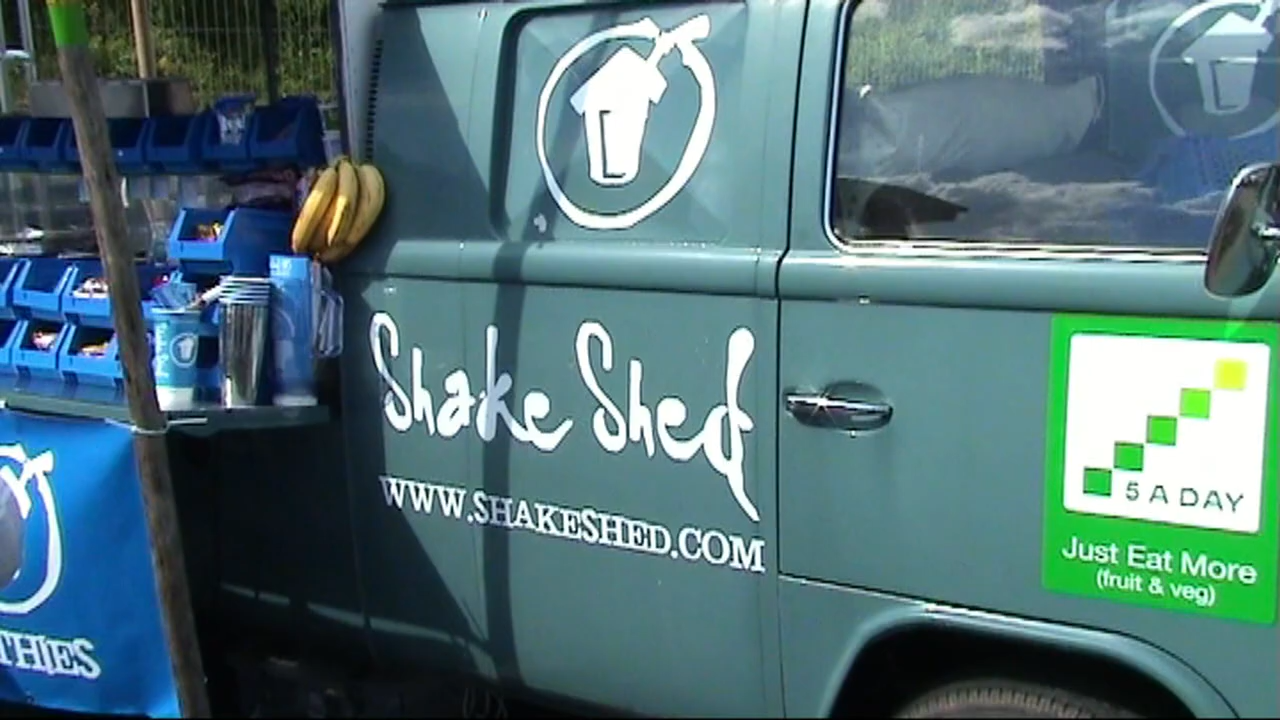 Shake Shed
WWW.SHAKESHED.COM
5 A DAY
Just Eat More
(fruit & veg)
THIES